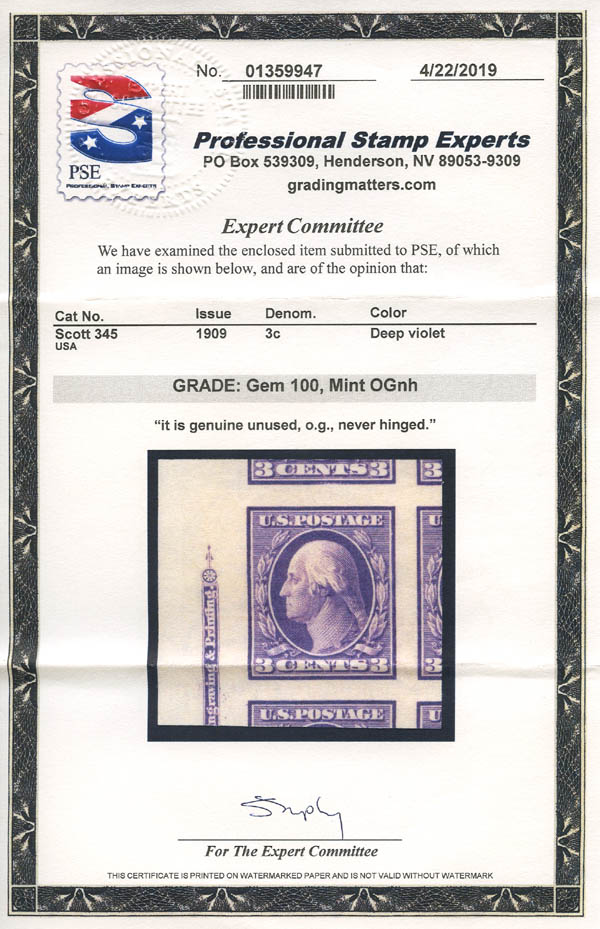 No. 01359947 4/22/2019
PSE
PROFESSIONAL STAMP EXPERTS
Professional Stamp Experts
PO Box 539309, Henderson, NV 89053-9309
gradingmatters.com
Expert Committee
We have examined the enclosed item submitted to PSE, of which
an image is shown below, and are of the opinion that:
Cat No. Issue Denom. Color
Scott 345 1909 3c Deep violet
USA
GRADE: Gem 100, Mint OGnh
“it is genuine unused, o.g., never hinged.”
3 CENTS 3 3
U.S. POSTAGE U
ngraving & Printing.
3 CENTS 3 3
U.S. POSTAGE U
For The Expert Committee
THIS CERTIFICATE IS PRINTED ON WATERMARKED PAPER AND IS NOT VALID WITHOUT WATERMARK